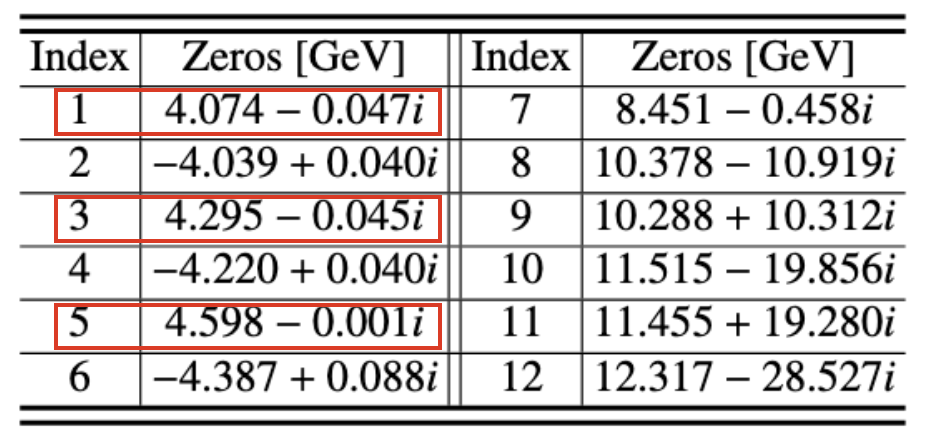 Index Zeros [GeV] Index Zeros [GeV]
1 4.074 − 0.047i 7 8.451 − 0.458i
2 −4.039 + 0.040i 8 10.378 − 10.919i
3 4.295 − 0.045i 9 10.288 + 10.312i
4 −4.220 + 0.040i 10 11.515 − 19.856i
5 4.598 − 0.001i 11 11.455 + 19.280i
6 −4.387 + 0.088i 12 12.317 − 28.527i